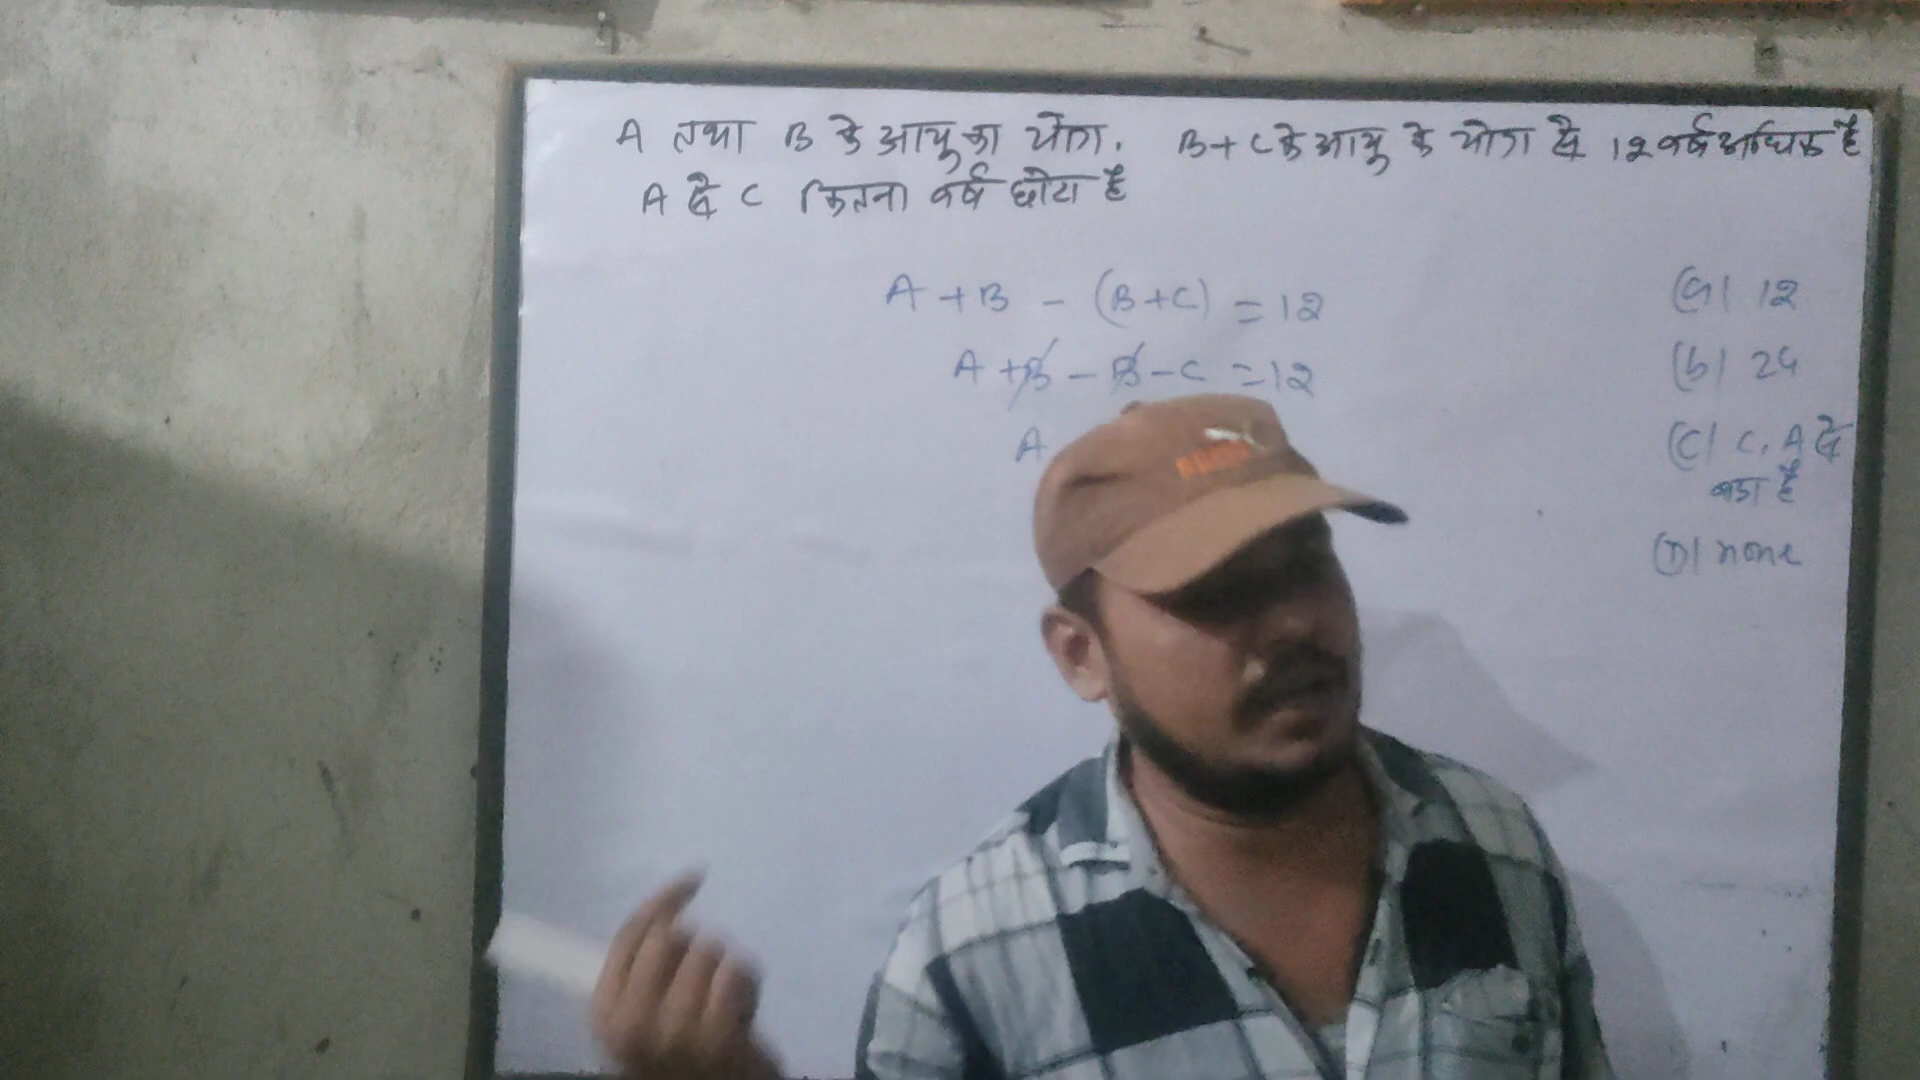 A तथा B के आयु का योग. B+C के आयु के योग से 12 वर्ष अधिक है
A से C कितना वर्ष छोटा है
A + B - (B+C) = 12
A + B - B - C = 12
A
(a) 12
(b) 24
(C) C, A से
बड़ा है
(D) none